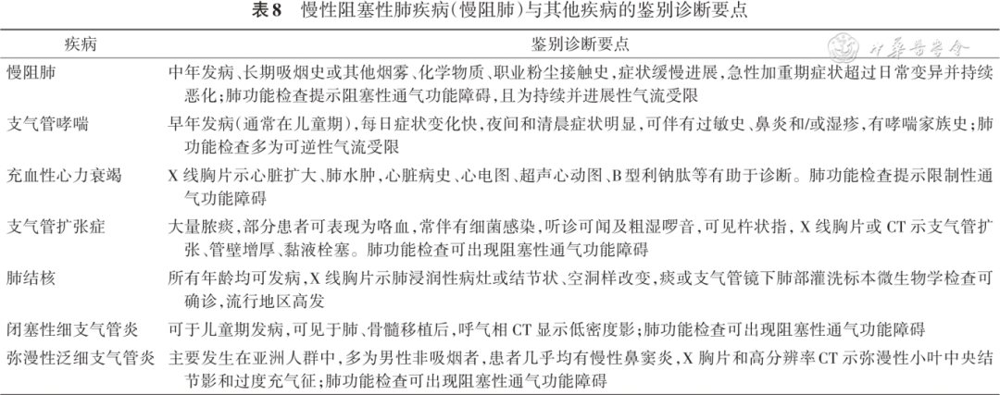 表8 慢性阻塞性肺疾病(慢阻肺)与其他疾病的鉴别诊断要点
疾病 鉴别诊断要点
中华医学会
慢阻肺 中年发病、长期吸烟史或其他烟雾、化学物质、职业粉尘接触史,症状缓慢进展,急性加重期症状超过日常变异并持续
恶化;肺功能检查提示阻塞性通气功能障碍,且为持续并进展性气流受限
支气管哮喘 早年发病(通常在儿童期),每日症状变化快,夜间和清晨症状明显,可伴有过敏史、鼻炎和/或湿疹,有哮喘家族史;肺
功能检查多为可逆性气流受限
充血性心力衰竭 X 线胸片示心脏扩大、肺水肿,心脏病史、心电图、超声心动图、B型利钠肽等有助于诊断。肺功能检查提示限制性通
气功能障碍
支气管扩张症 大量脓痰,部分患者可表现为咯血,常伴有细菌感染,听诊可闻及粗湿啰音,可见杵状指, X 线胸片或 CT 示支气管扩
张、管壁增厚、黏液栓塞。肺功能检查可出现阻塞性通气功能障碍
肺结核 所有年龄均可发病,X 线胸片示肺浸润性病灶或结节状、空洞样改变,痰或支气管镜下肺部灌洗标本微生物学检查可
确诊,流行地区高发
闭塞性细支气管炎 可于儿童期发病,可见于肺、骨髓移植后,呼气相 CT 显示低密度影;肺功能检查可出现阻塞性通气功能障碍
弥漫性泛细支气管炎 主要发生在亚洲人群中,多为男性非吸烟者,患者几乎均有慢性鼻窦炎,X 胸片和高分辨率CT 示弥漫性小叶中央结
节影和过度充气征;肺功能检查可出现阻塞性通气功能障碍